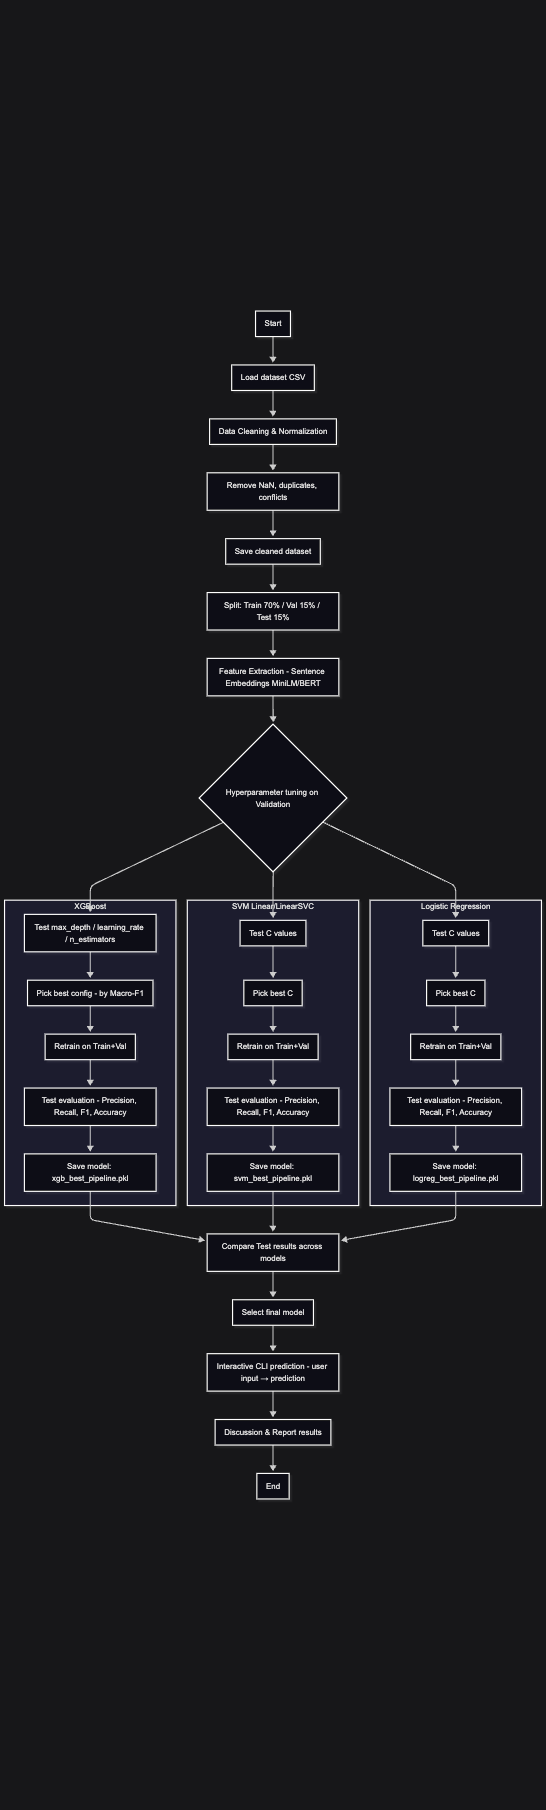 Start
Load dataset CSV
Data Cleaning & Normalization
Remove NaN, duplicates,
conflicts
Save cleaned dataset
Split: Train 70% / Val 15% /
Test 15%
Feature Extraction - Sentence
Embeddings MiniLM/BERT
Hyperparameter tuning on
Validation
XGBoost
Test max_depth / learning_rate
/ n_estimators
Pick best config - by Macro-F1
Retrain on Train+Val
Test evaluation - Precision,
Recall, F1, Accuracy
Save model:
xgb_best_pipeline.pkl
SVM Linear/LinearSVC
Test C values
Pick best C
Retrain on Train+Val
Test evaluation - Precision,
Recall, F1, Accuracy
Save model:
svm_best_pipeline.pkl
Logistic Regression
Test C values
Pick best C
Retrain on Train+Val
Test evaluation - Precision,
Recall, F1, Accuracy
Save model:
logreg_best_pipeline.pkl
Compare Test results across
models
Select final model
Interactive CLI prediction - user
input → prediction
Discussion & Report results
End